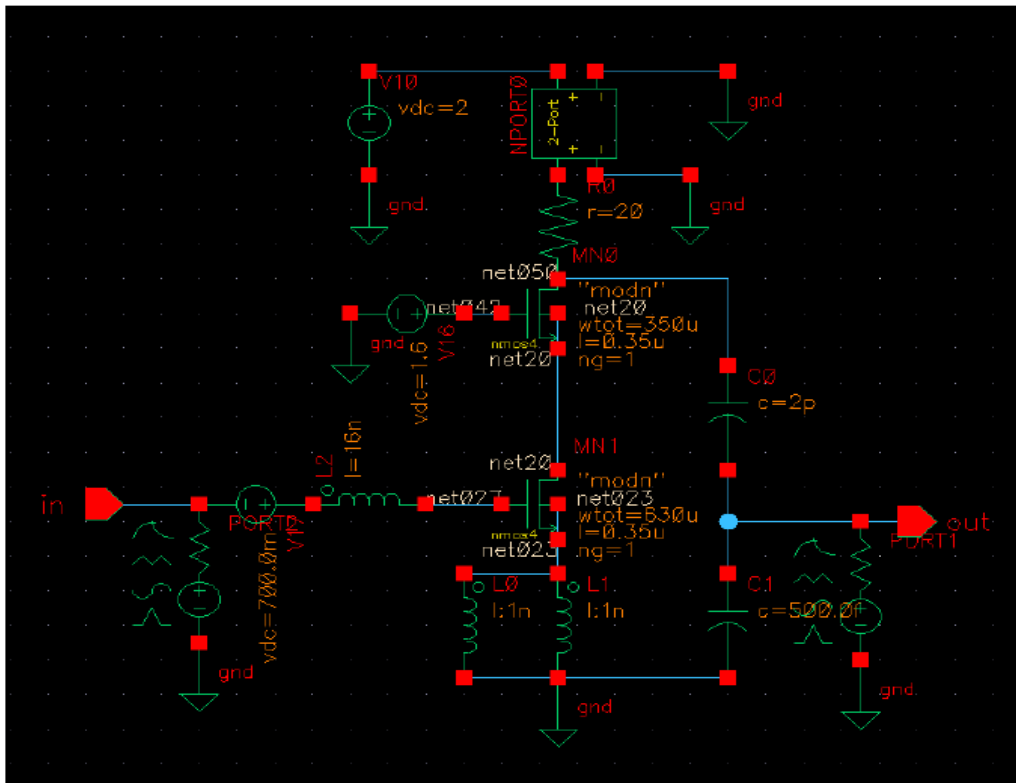 V10
vdc=2
gnd
NPORT0
2-Port
+ -
+ -
gnd
gnd
R0
r=20
net050
MN0
"modn"
net042
net20
wtot=350u
l=0.35u
ng=1
nmos4
net20
gnd
V16
vdc=1.6
C0
c=2p
L2
l=16n
net20
MN1
"modn"
net027
net023
wtot=630u
l=0.35u
ng=1
nmos4
in
vdc=700.0m
out
PORT1
L0
l:1n
L1
l:1n
C1
c=500.0f
gnd
gnd
gnd